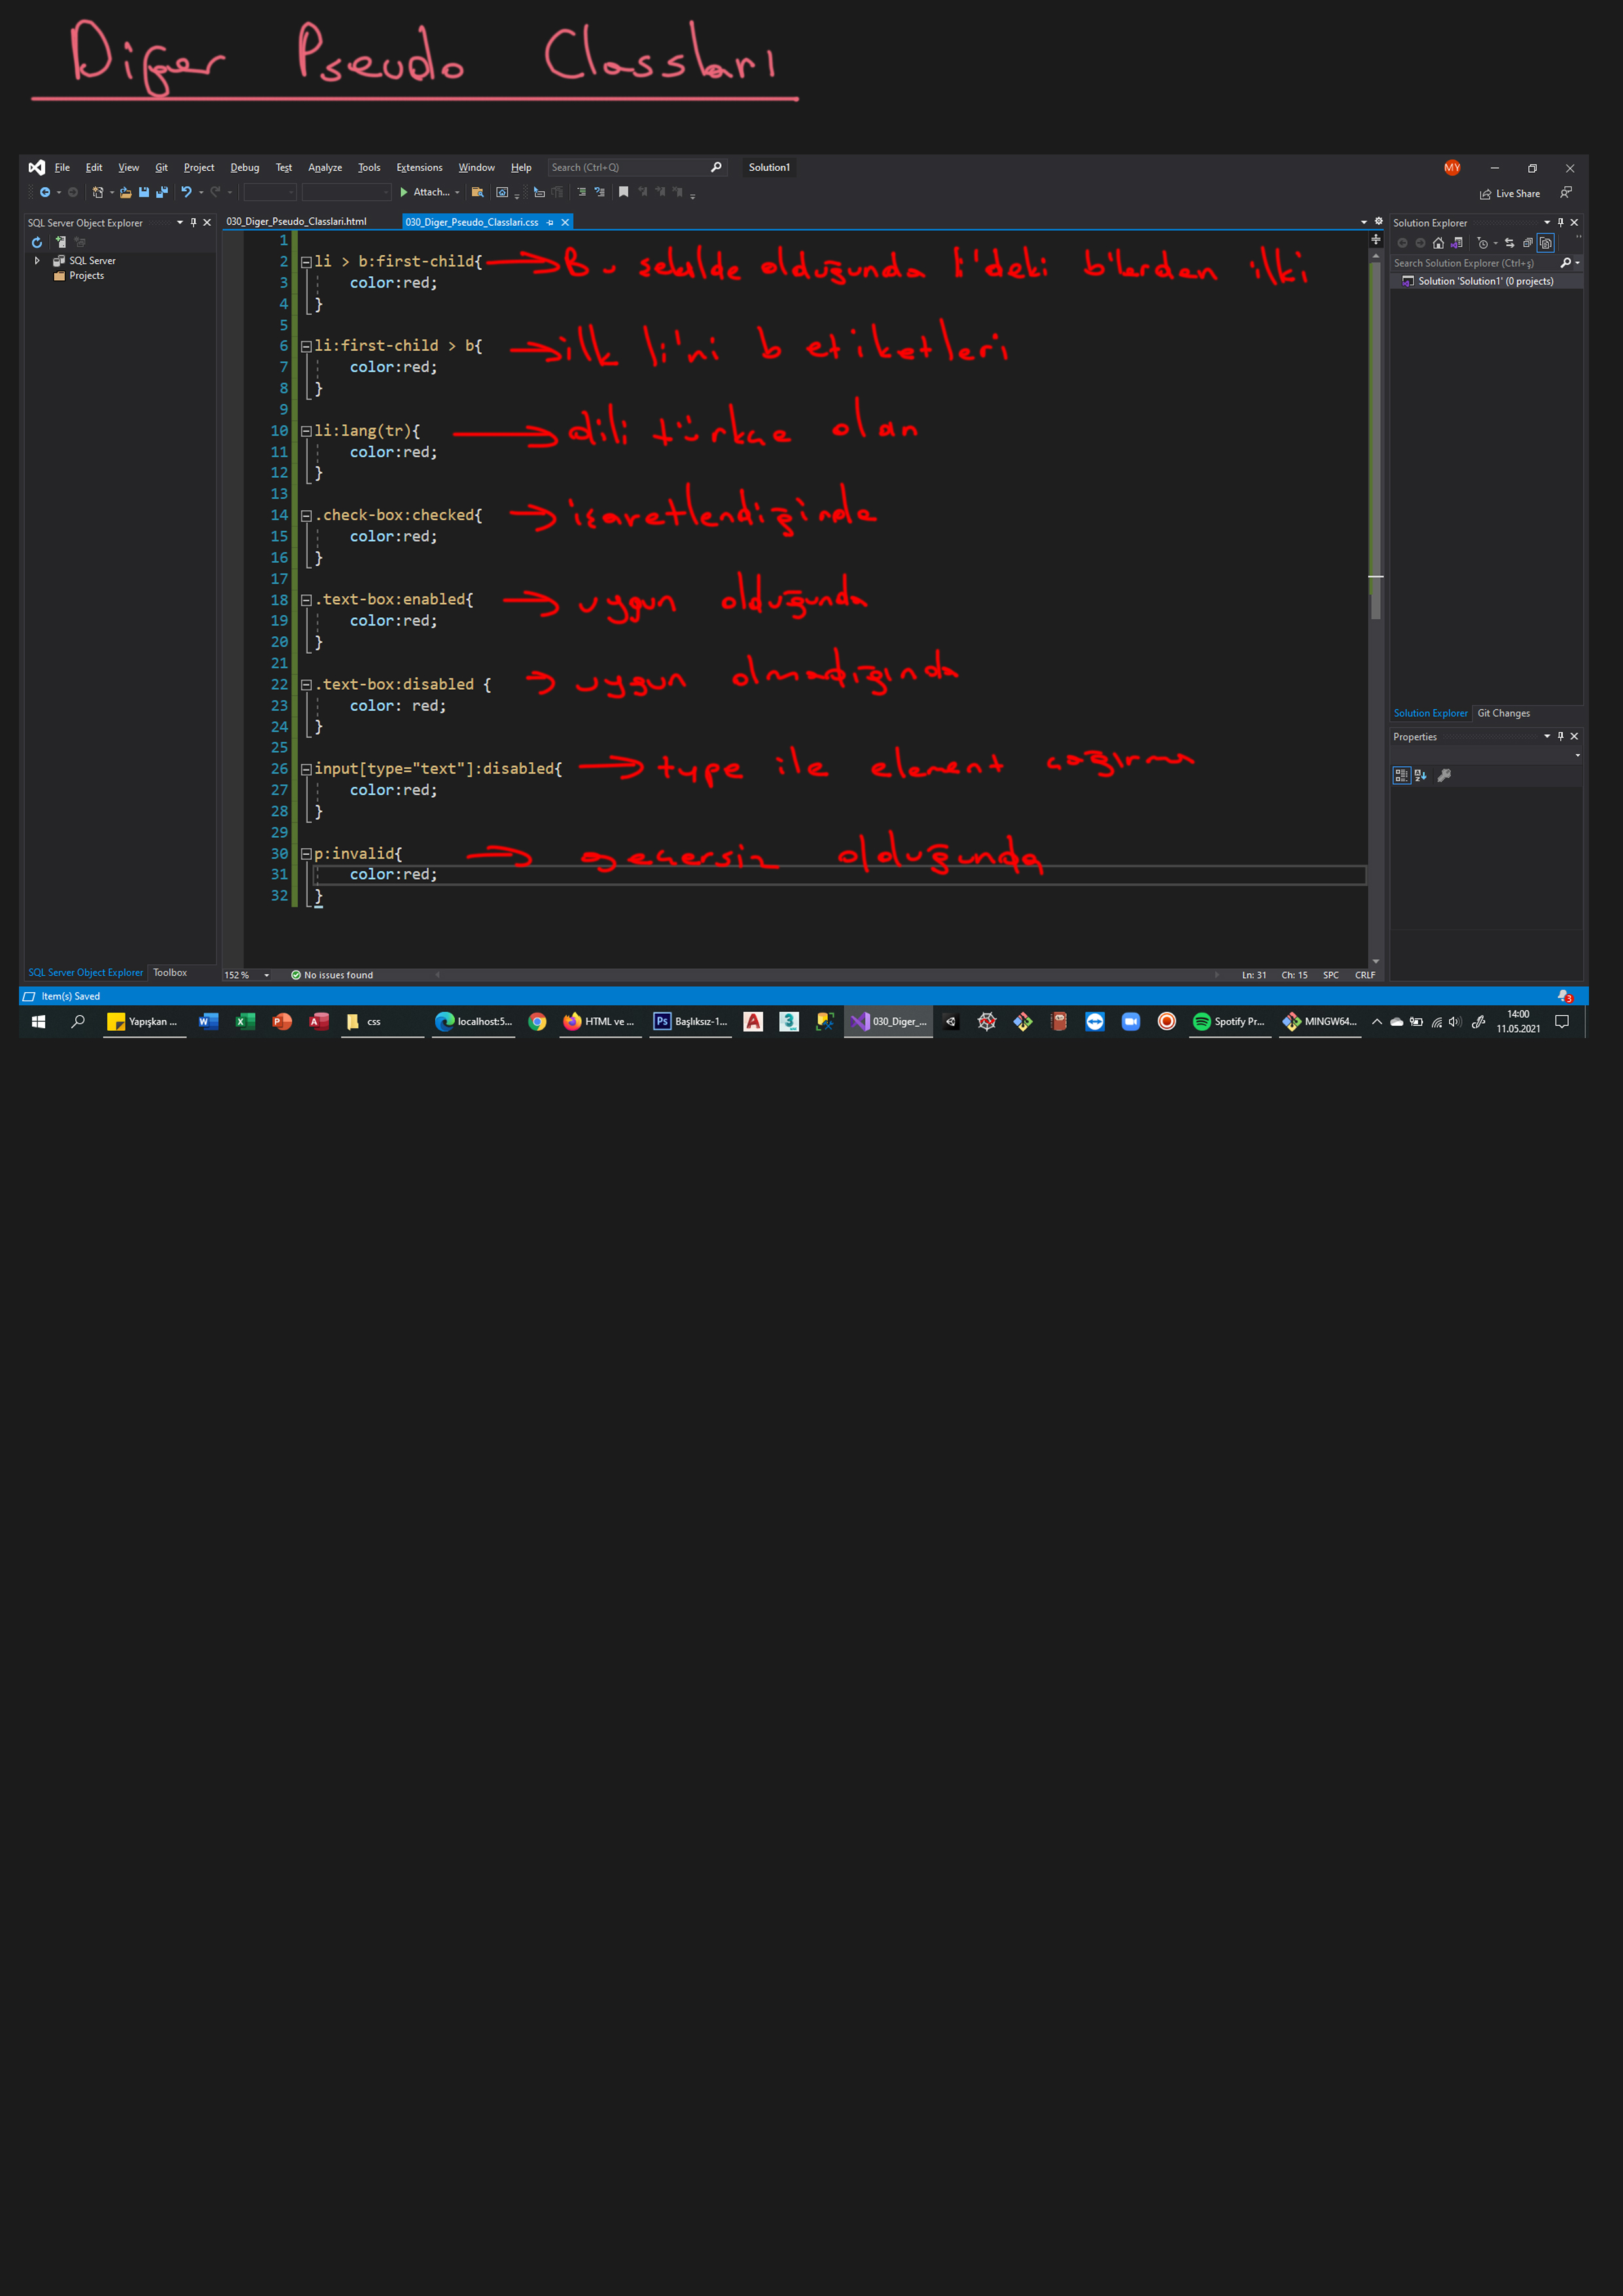 Diğer Pseudo Classları
File Edit View Git Project Debug Test Analyze Tools Extensions Window Help Search (Ctrl+Q) Solution1 MY
Attach... Live Share
SQL Server Object Explorer
SQL Server
Projects
030_Diger_Pseudo_Classlari.html 030_Diger_Pseudo_Classlari.css
1
2 li > b:first-child{ Bu şekilde olduğunda li'deki b'lerden ilki
3 color:red;
4 }
5
6 li:first-child > b{ ilk li'ni b etiketleri
7 color:red;
8 }
9
10 li:lang(tr){ dili türkçe olan
11 color:red;
12 }
13
14 .check-box:checked{ işaretlendiğinde
15 color:red;
16 }
17
18 .text-box:enabled{ uygun olduğunda
19 color:red;
20 }
21
22 .text-box:disabled { uygun olmadığında
23 color: red;
24 }
25
26 input[type="text"]:disabled{ type ile element çağırma
27 color:red;
28 }
29
30 p:invalid{ geçersiz olduğunda
31 color:red;
32 }
Solution Explorer
Search Solution Explorer (Ctrl+ş)
Solution 'Solution1' (0 projects)
Solution Explorer Git Changes
Properties
SQL Server Object Explorer Toolbox
152 % No issues found Ln: 31 Ch: 15 SPC CRLF
Item(s) Saved 3
Yapışkan ... css localhost:5... HTML ve ... Başlıksız-1... 030_Diger_... Spotify Pr... MINGW64... 14:00
11.05.2021